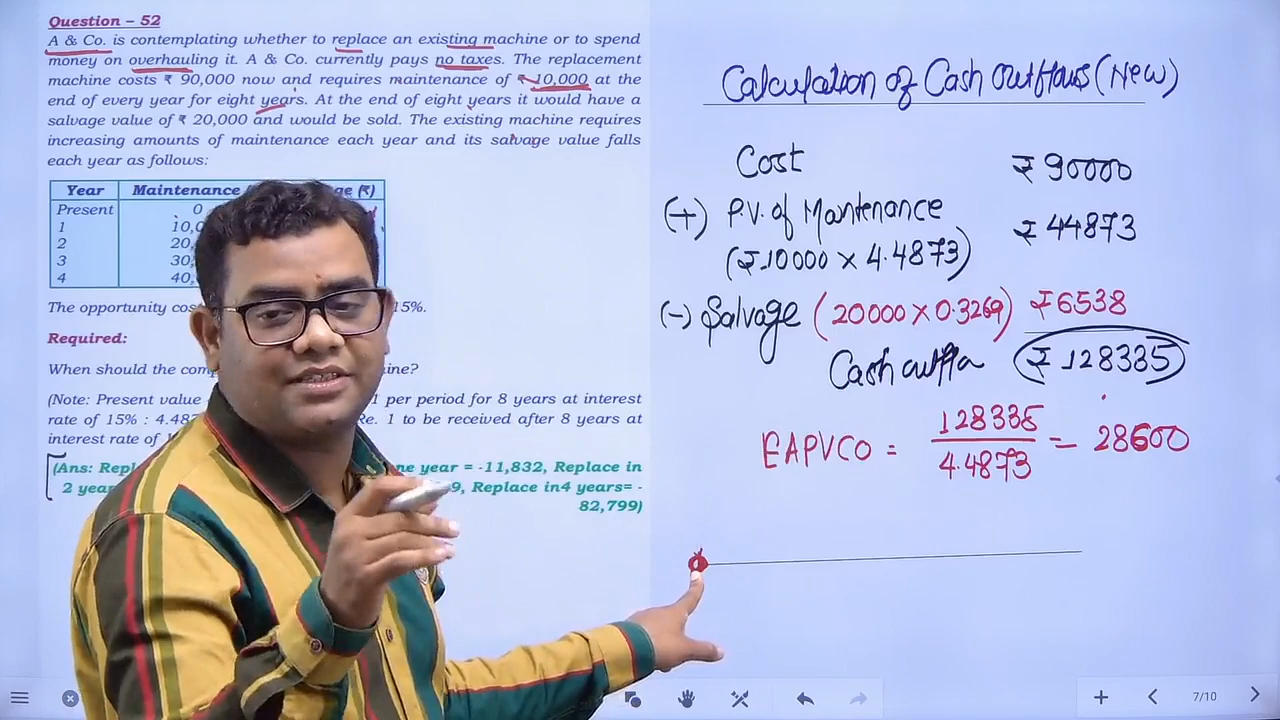 Question – 52
A & Co. is contemplating whether to replace an existing machine or to spend
money on overhauling it. A & Co. currently pays no taxes. The replacement
machine costs ₹ 90,000 now and requires maintenance of ₹ 10,000 at the
end of every year for eight years. At the end of eight years it would have a
salvage value of ₹ 20,000 and would be sold. The existing machine requires
increasing amounts of maintenance each year and its salvage value falls
each year as follows:
Year Maintenance (₹)
Present 0
1 10,0
2 20,
3 30,
4 40,
The opportunity cos 15%.
Required:
When should the com ine?
(Note: Present value 1 per period for 8 years at interest
rate of 15% : 4.48 Re. 1 to be received after 8 years at
interest rate of
(Ans: Repl ne year = -11,832, Replace in
2 year 9, Replace in4 years= -
82,799)
Calculation of Cash Outflows (New)
Cost ₹90000
(+) P.V. of Mantenance ₹44873
(₹10000 × 4.4873)
(-) Salvage (20000 × 0.3269) ₹6538
Cash ₹128335
EAPVCO = 128335 / 4.4873 = 28600
0
7/10